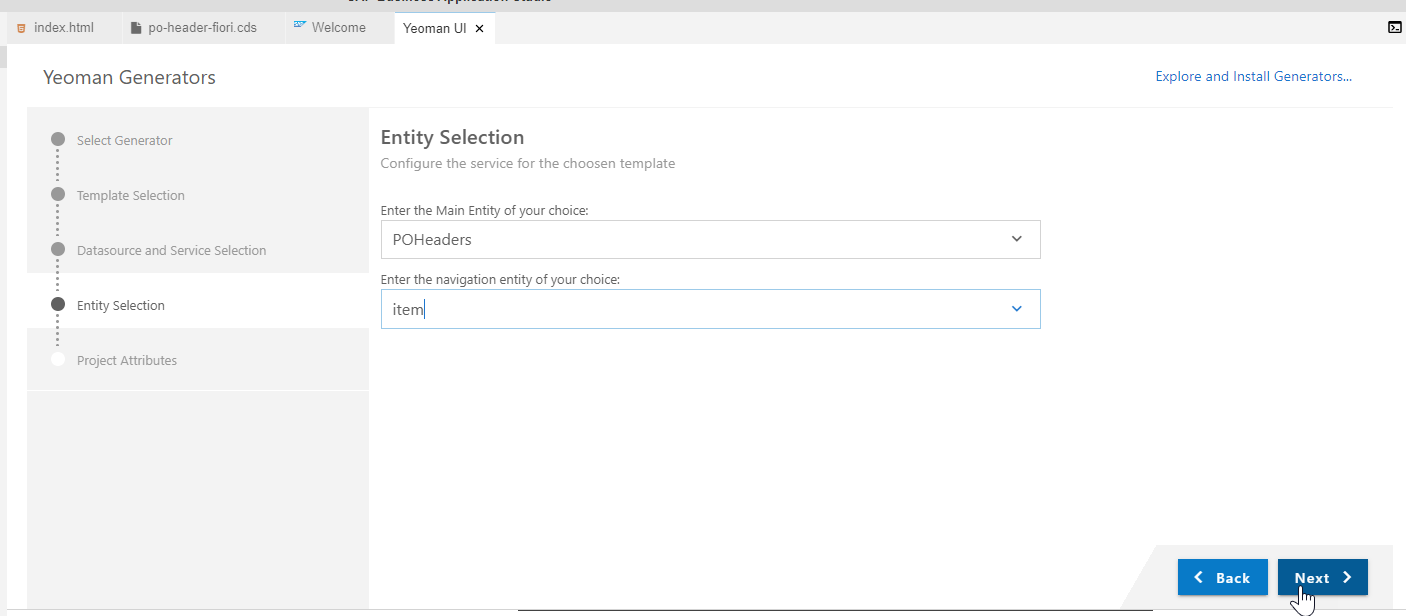 index.html
po-header-fiori.cds
Welcome
Yeoman UI
Yeoman Generators
Explore and Install Generators...
Select Generator
Template Selection
Datasource and Service Selection
Entity Selection
Project Attributes
Entity Selection
Configure the service for the choosen template
Enter the Main Entity of your choice:
POHeaders
Enter the navigation entity of your choice:
item
Back
Next